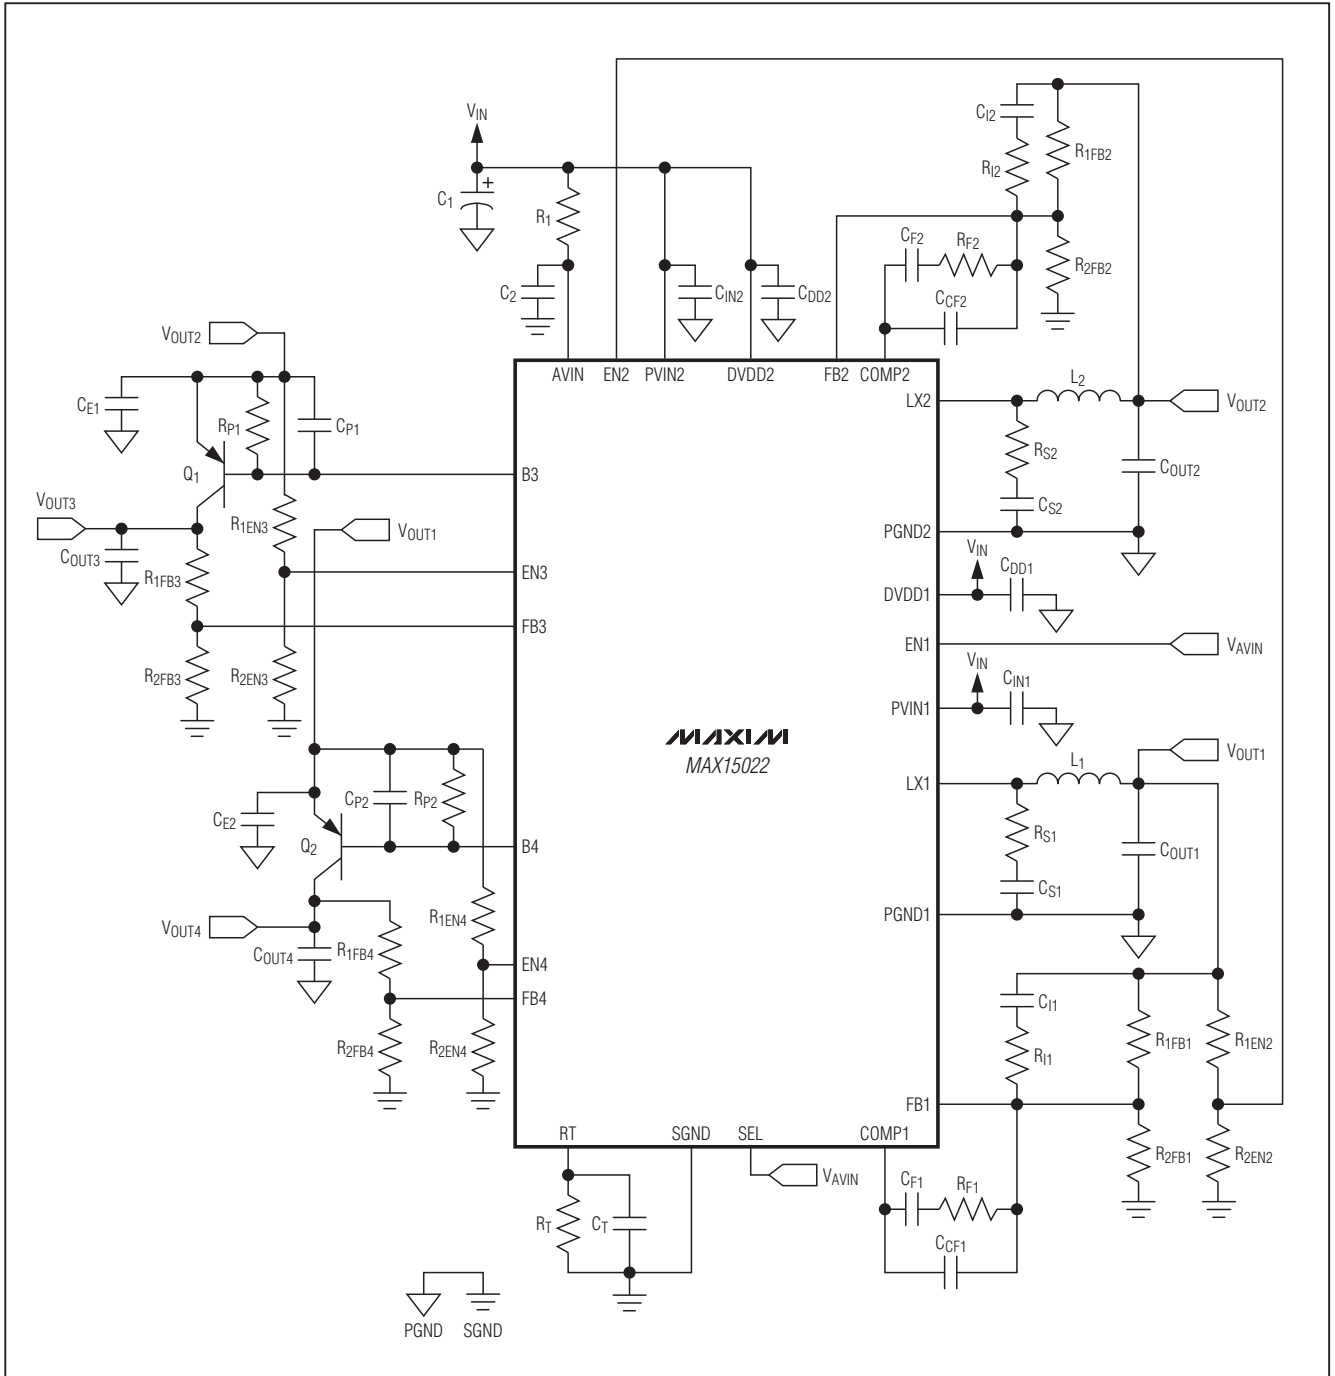 VIN
C1
+
R1
C2
CIN2
CDD2
CI2
RI2
R1FB2
CF2
RF2
R2FB2
CCF2
VOUT2
AVIN
EN2
PVIN2
DVDD2
FB2
COMP2
CE1
RP1
CP1
LX2
L2
VOUT2
Q1
B3
RS2
COUT2
VOUT3
R1EN3
VOUT1
CS2
COUT3
R1FB3
PGND2
EN3
VIN
CDD1
DVDD1
FB3
EN1
VAVIN
R2FB3
R2EN3
VIN
CIN1
PVIN1
MAXIM
MAX15022
VOUT1
LX1
L1
CP2
RP2
CE2
Q2
B4
RS1
COUT1
CS1
R1EN4
PGND1
VOUT4
COUT4
R1FB4
EN4
FB4
CI1
R2FB4
R2EN4
RI1
R1FB1
R1EN2
FB1
RT
SGND
SEL
COMP1
R2FB1
R2EN2
VAVIN
CF1
RF1
RT
CT
CCF1
PGND
SGND